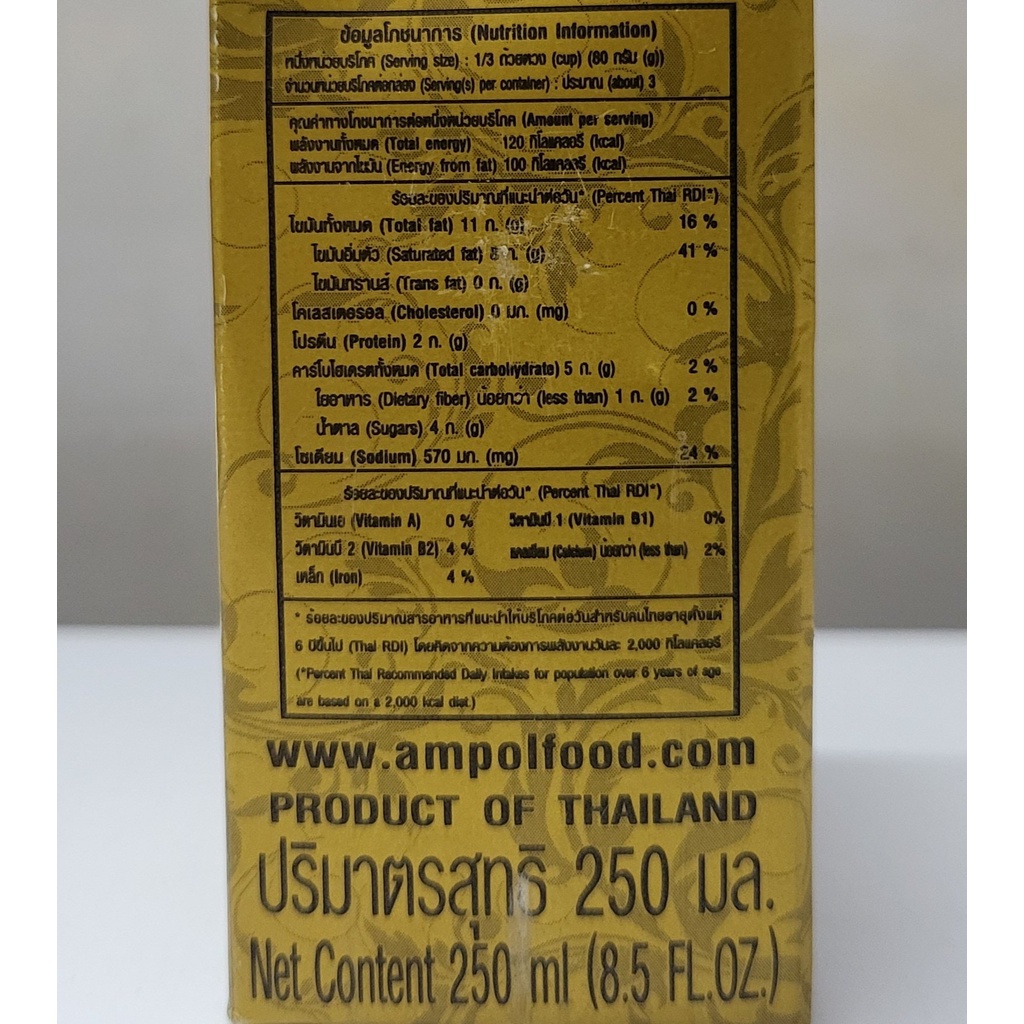 ข้อมูลโภชนาการ (Nutrition Information)
หนึ่งหน่วยบริโภค (Serving size) : 1/3 ถ้วยตวง (cup) (80 กรัม (g))
จำนวนหน่วยบริโภคต่อกล่อง (Serving(s) per container) : ประมาณ (about) 3
คุณค่าทางโภชนาการต่อหนึ่งหน่วยบริโภค (Amount per serving)
พลังงานทั้งหมด (Total energy) 120 กิโลแคลอรี (kcal)
พลังงานจากไขมัน (Energy from fat) 100 กิโลแคลอรี (kcal)
ร้อยละของปริมาณที่แนะนำต่อวัน* (Percent Thai RDI*)
ไขมันทั้งหมด (Total fat) 11 ก. (g) 16 %
ไขมันอิ่มตัว (Saturated fat) ก. (g) 41 %
ไขมันทรานส์ (Trans fat) 0 ก. (g)
โคเลสเตอรอล (Cholesterol) 0 มก. (mg) 0 %
โปรตีน (Protein) 2 ก. (g)
คาร์โบไฮเดรตทั้งหมด (Total carbohydrate) 5 ก. (g) 2 %
ใยอาหาร (Dietary fiber) น้อยกว่า (less than) 1 ก. (g) 2 %
น้ำตาล (Sugars) 4 ก. (g)
โซเดียม (Sodium) 570 มก. (mg) 24 %
ร้อยละของปริมาณที่แนะนำต่อวัน* (Percent Thai RDI*)
วิตามินเอ (Vitamin A) 0 % วิตามินบี 1 (Vitamin B1) 0%
วิตามินบี 2 (Vitamin B2) 4 % แคลเซียม (Calcium) น้อยกว่า (less than) 2%
เหล็ก (Iron) 4 %
* ร้อยละของปริมาณสารอาหารที่แนะนำให้บริโภคต่อวันสำหรับคนไทยอายุตั้งแต่
6 ปีขึ้นไป (Thai RDI) โดยคิดจากความต้องการพลังงานวันละ 2,000 กิโลแคลอรี
(*Percent Thai Recommended Daily Intakes for population over 6 years of age
are based on a 2,000 kcal diet.)
www.ampolfood.com
PRODUCT OF THAILAND
ปริมาตรสุทธิ 250 มล.
Net Content 250 ml (8.5 FL.OZ.)